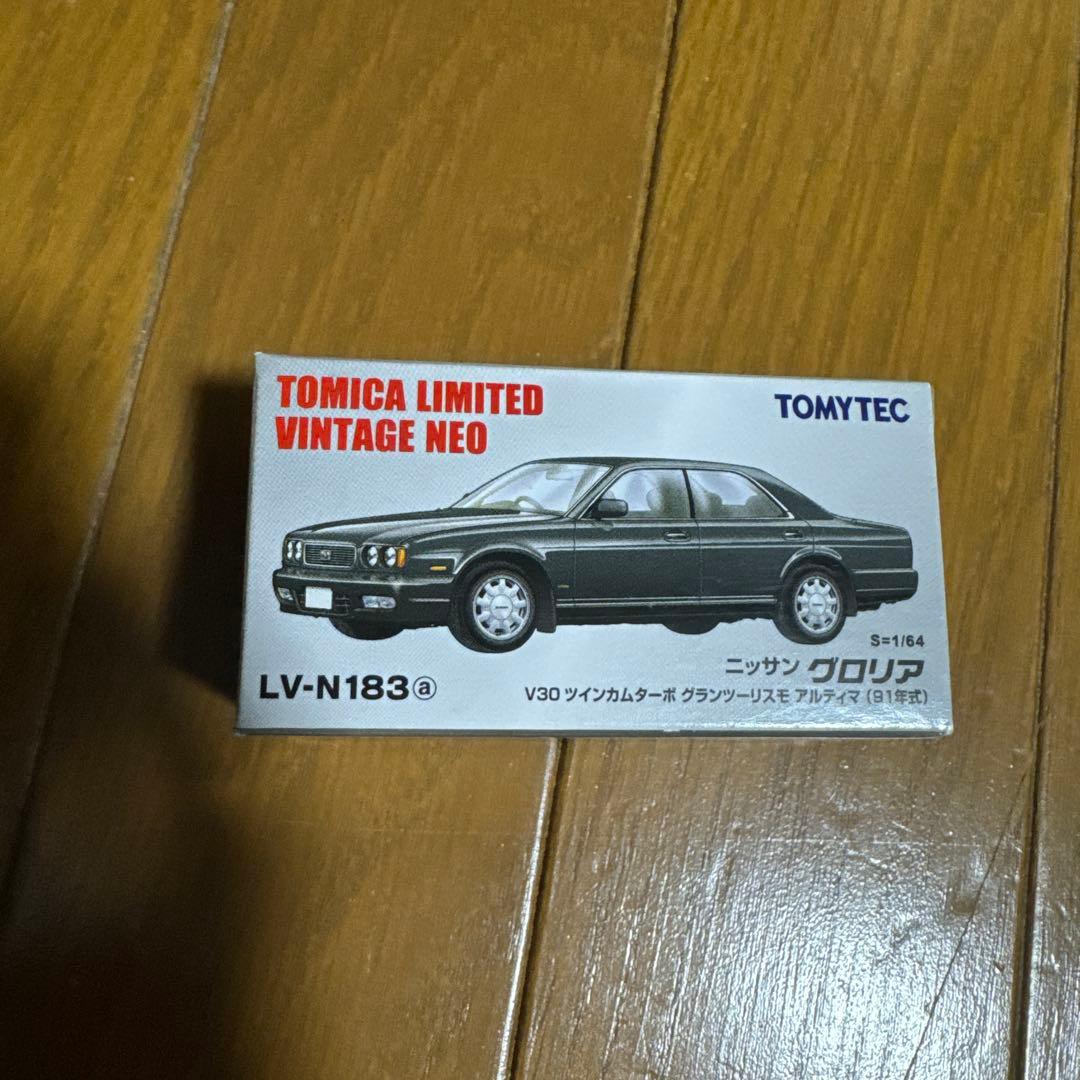 TOMICA LIMITED
VINTAGE NEO
TOMYTEC
S=1/64
ニッサン グロリア
LV-N183ⓐ
V30 ツインカムターボ グランツーリスモ アルティマ (91年式)